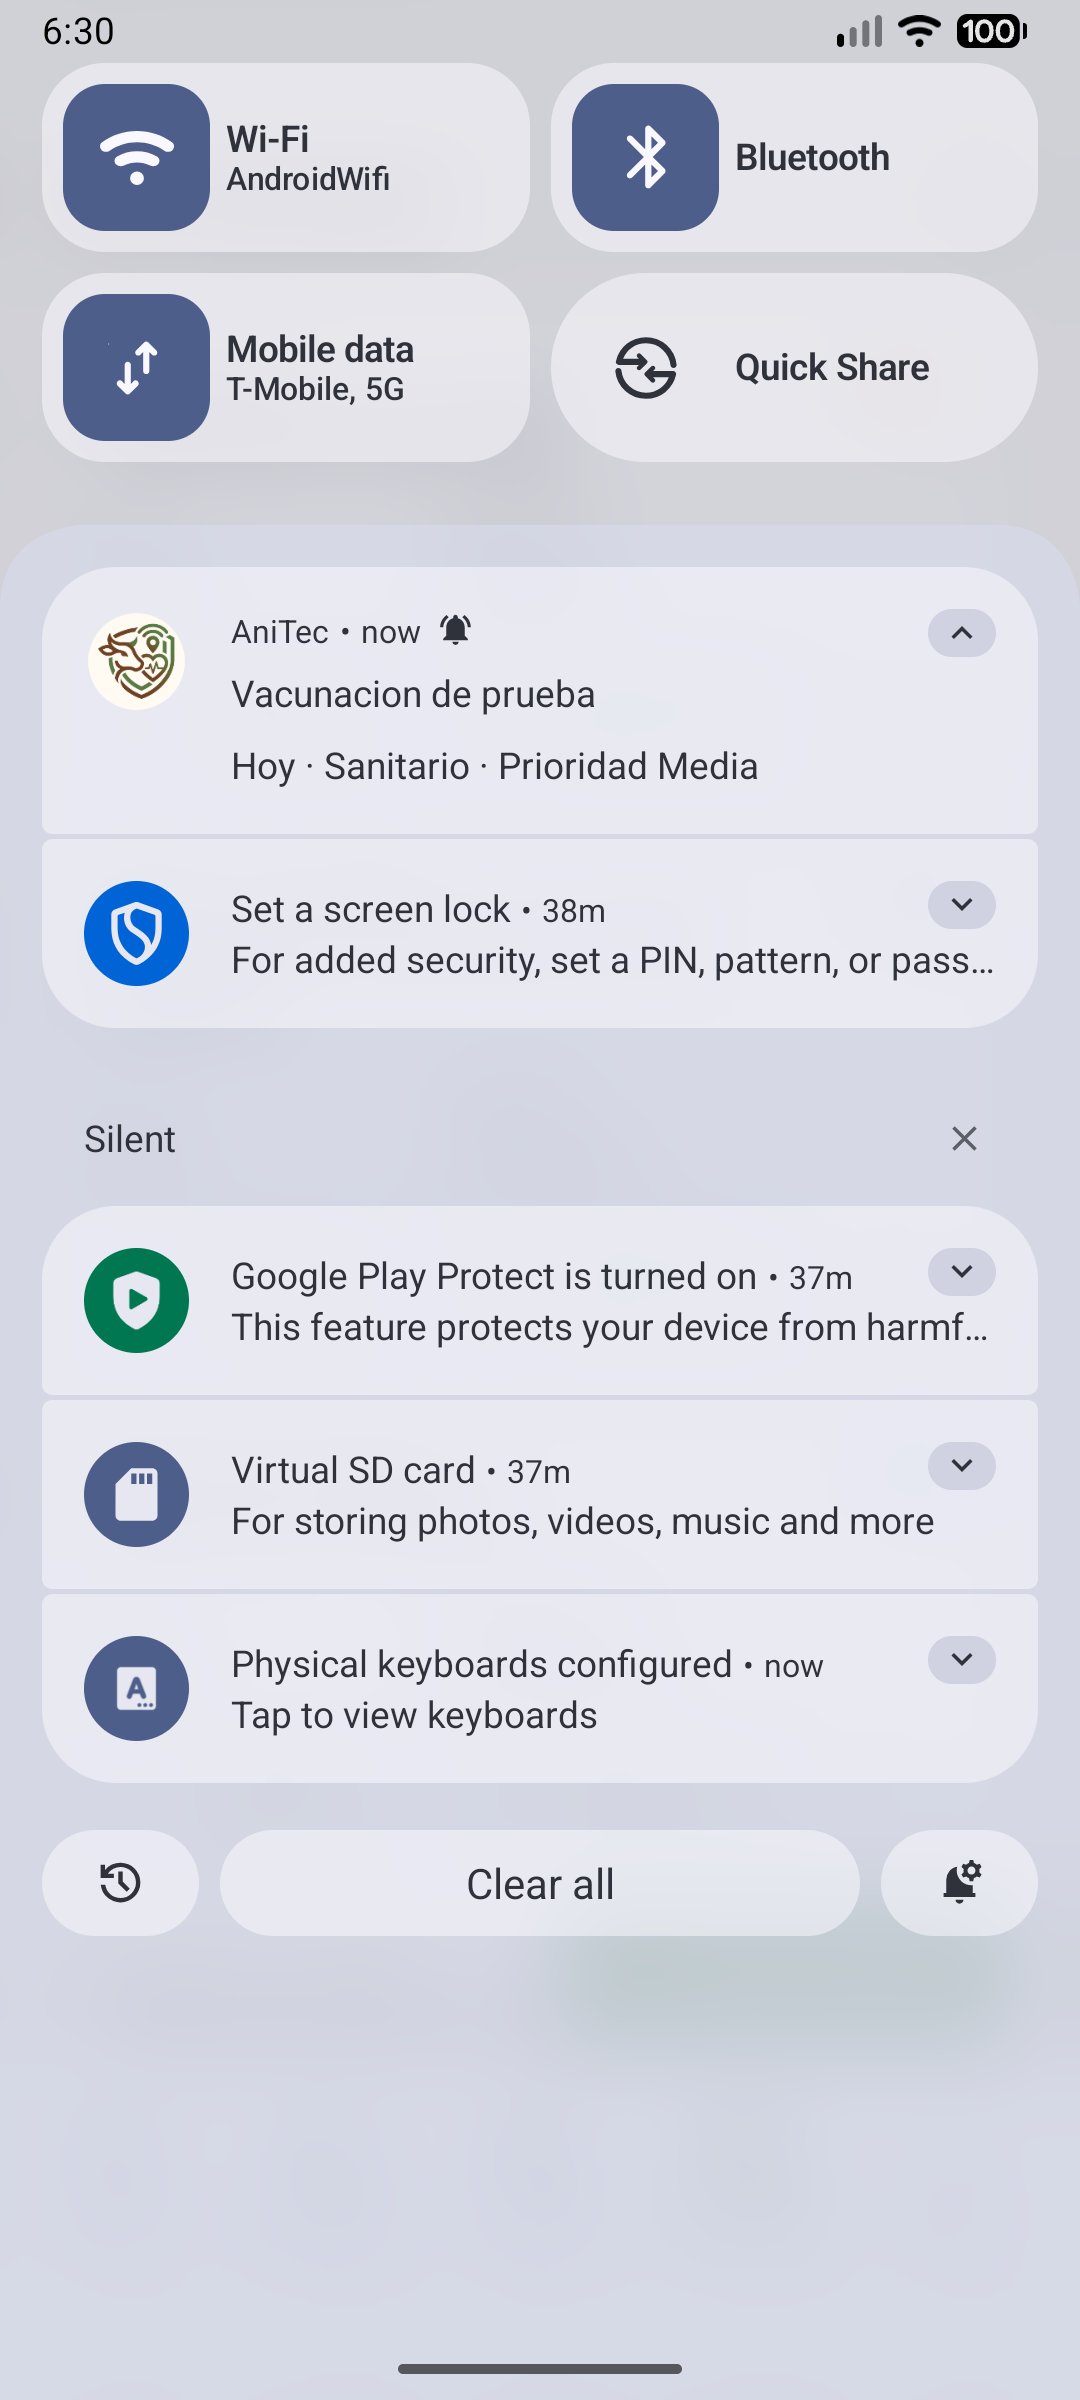 6:30
100
Wi-Fi
AndroidWifi
Bluetooth
Mobile data
T-Mobile, 5G
Quick Share
AniTec • now
Vacunacion de prueba
Hoy · Sanitario · Prioridad Media
Set a screen lock • 38m
For added security, set a PIN, pattern, or pass…
Silent
Google Play Protect is turned on • 37m
This feature protects your device from harmf…
Virtual SD card • 37m
For storing photos, videos, music and more
Physical keyboards configured • now
Tap to view keyboards
Clear all